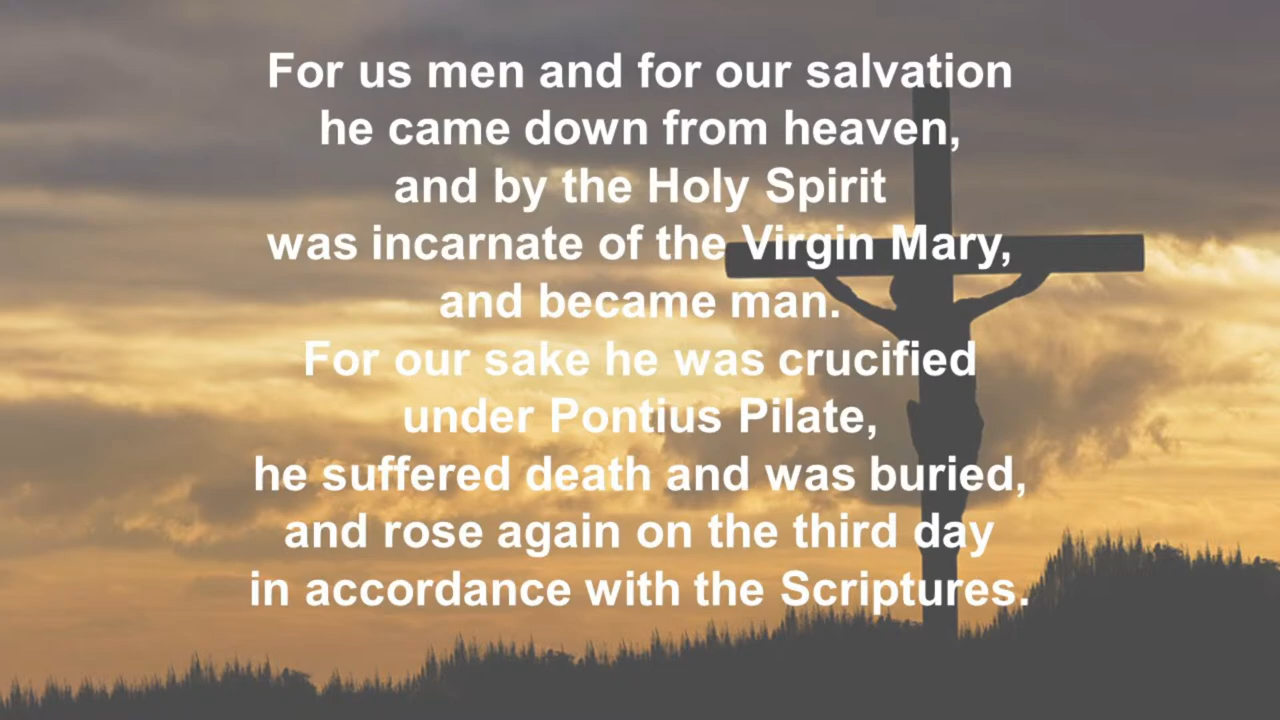 For us men and for our salvation
he came down from heaven,
and by the Holy Spirit
was incarnate of the Virgin Mary,
and became man.
For our sake he was crucified
under Pontius Pilate,
he suffered death and was buried,
and rose again on the third day
in accordance with the Scriptures.